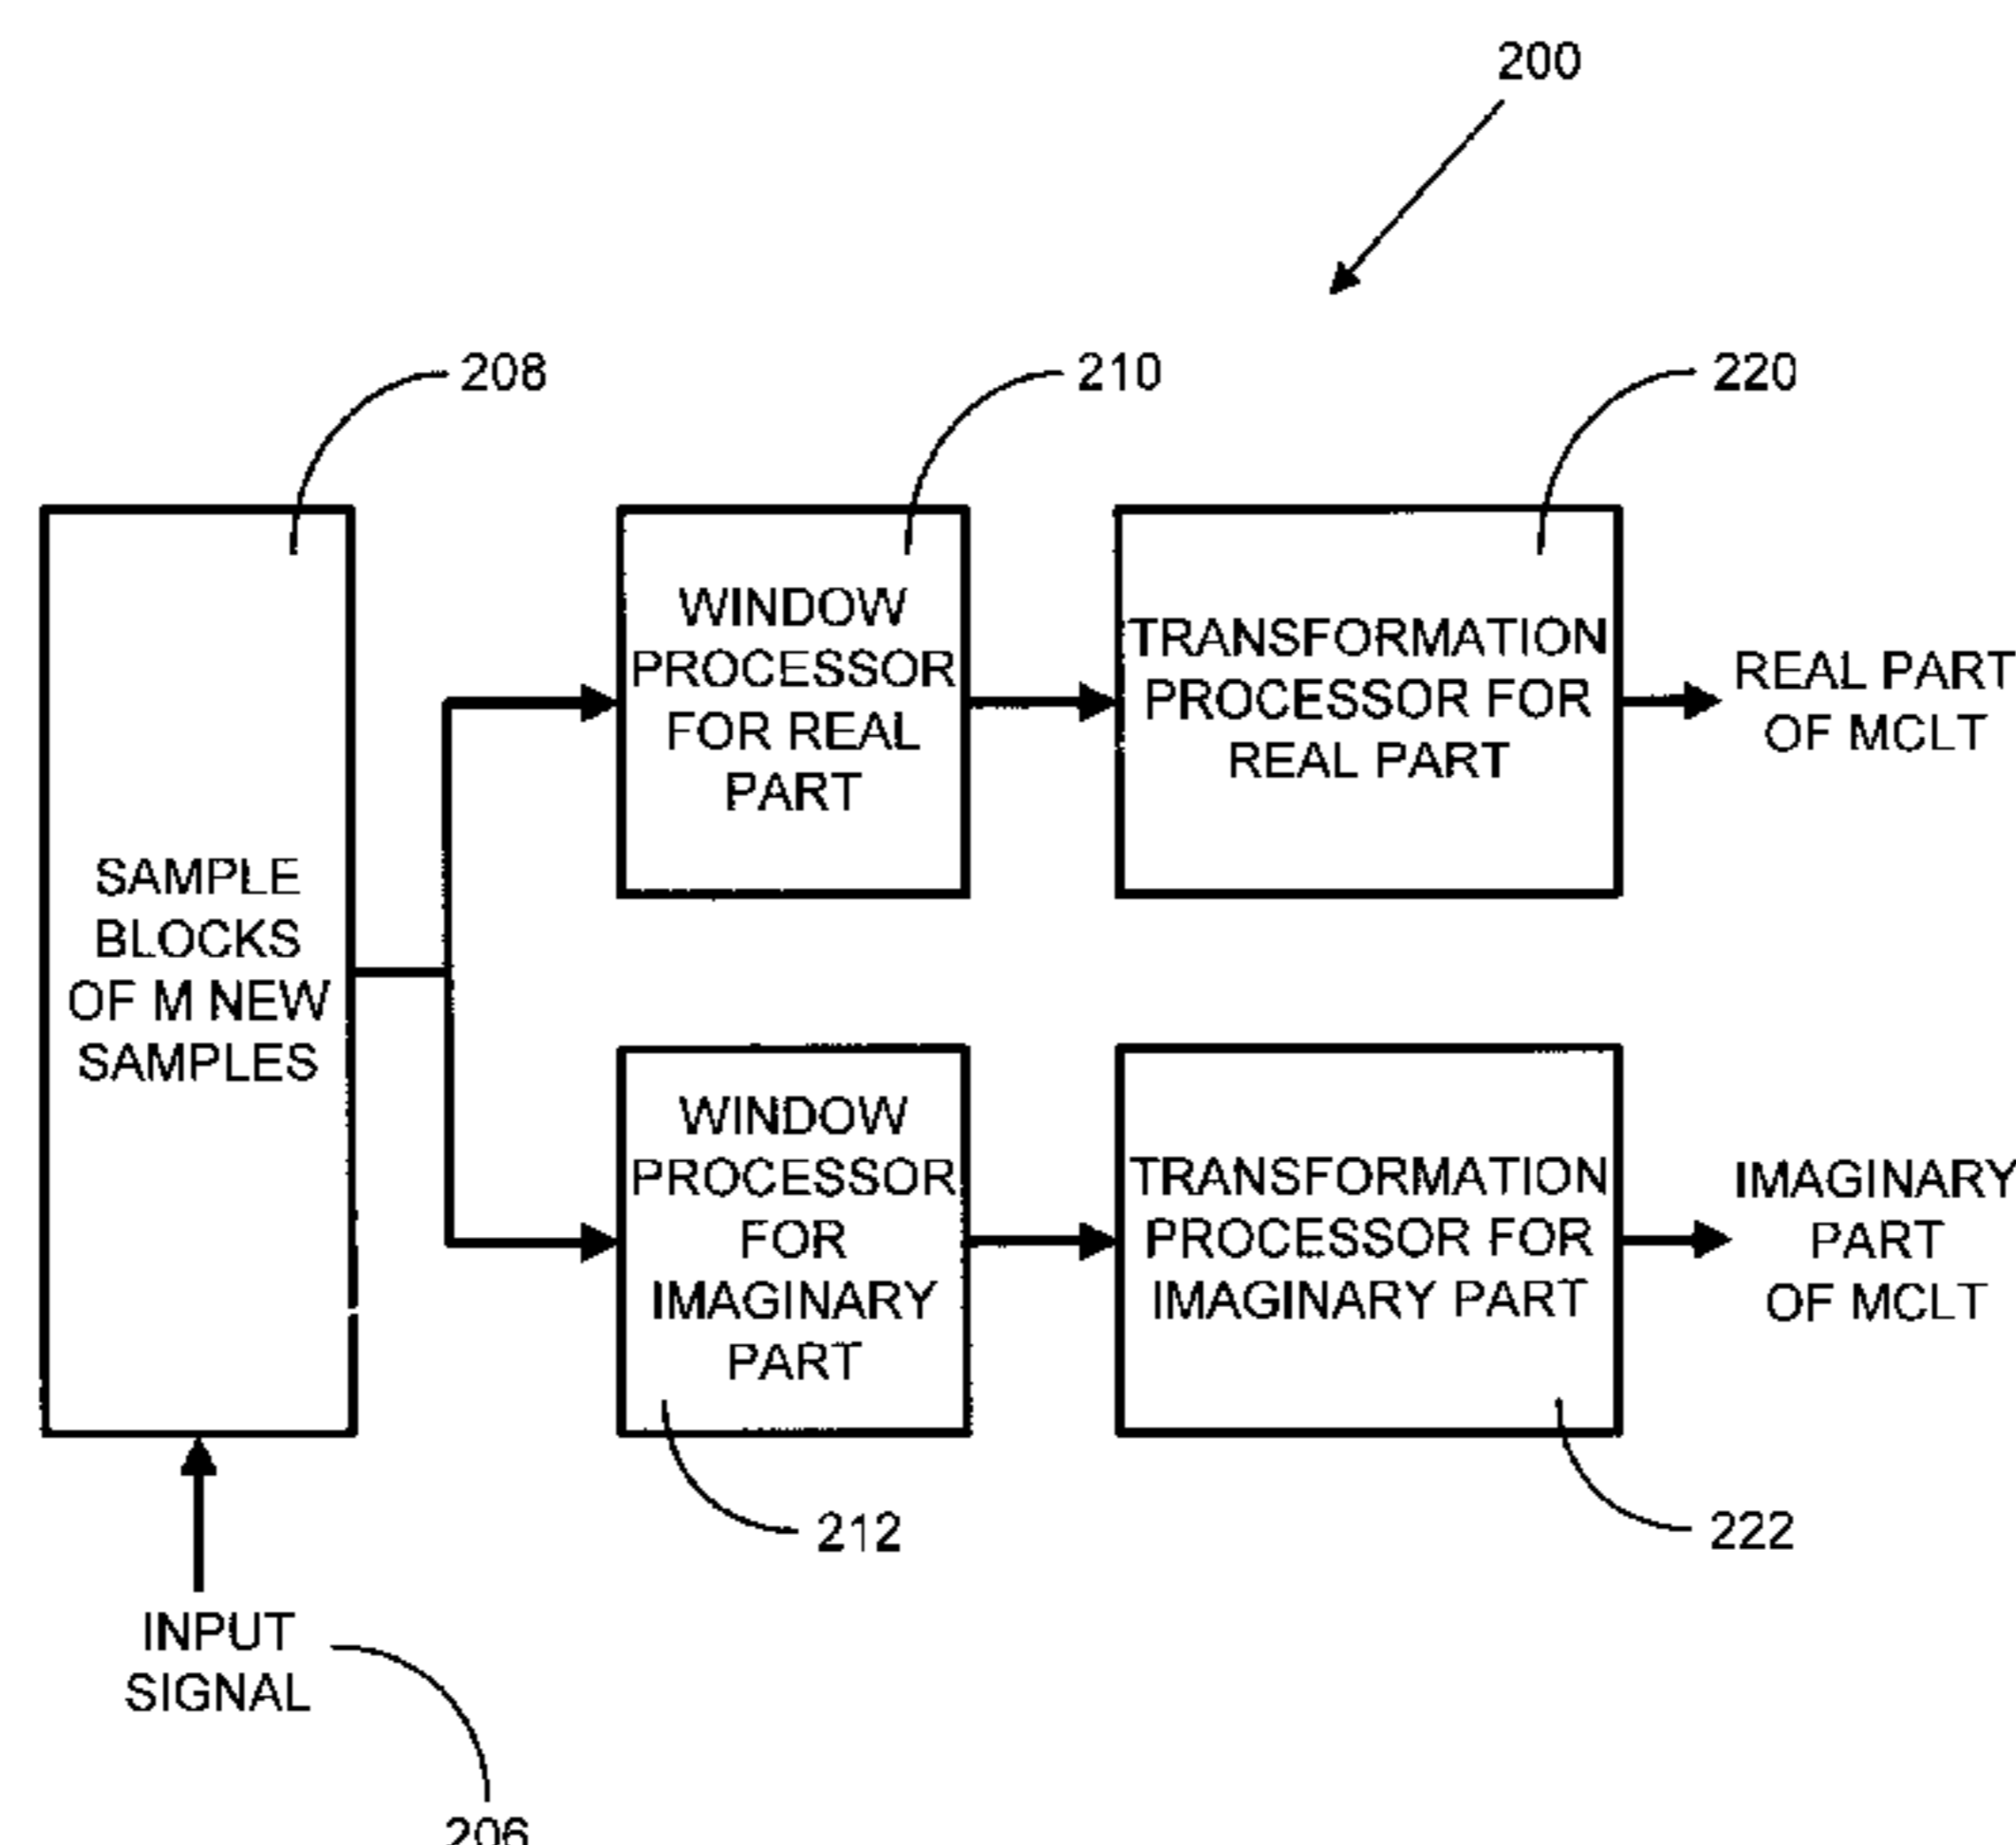 200
208
210
220
SAMPLE
BLOCKS
OF M NEW
SAMPLES
WINDOW
PROCESSOR
FOR REAL
PART
TRANSFORMATION
PROCESSOR FOR
REAL PART
REAL PART
OF MCLT
WINDOW
PROCESSOR
FOR
IMAGINARY
PART
TRANSFORMATION
PROCESSOR FOR
IMAGINARY PART
IMAGINARY
PART
OF MCLT
212
222
INPUT
SIGNAL
206